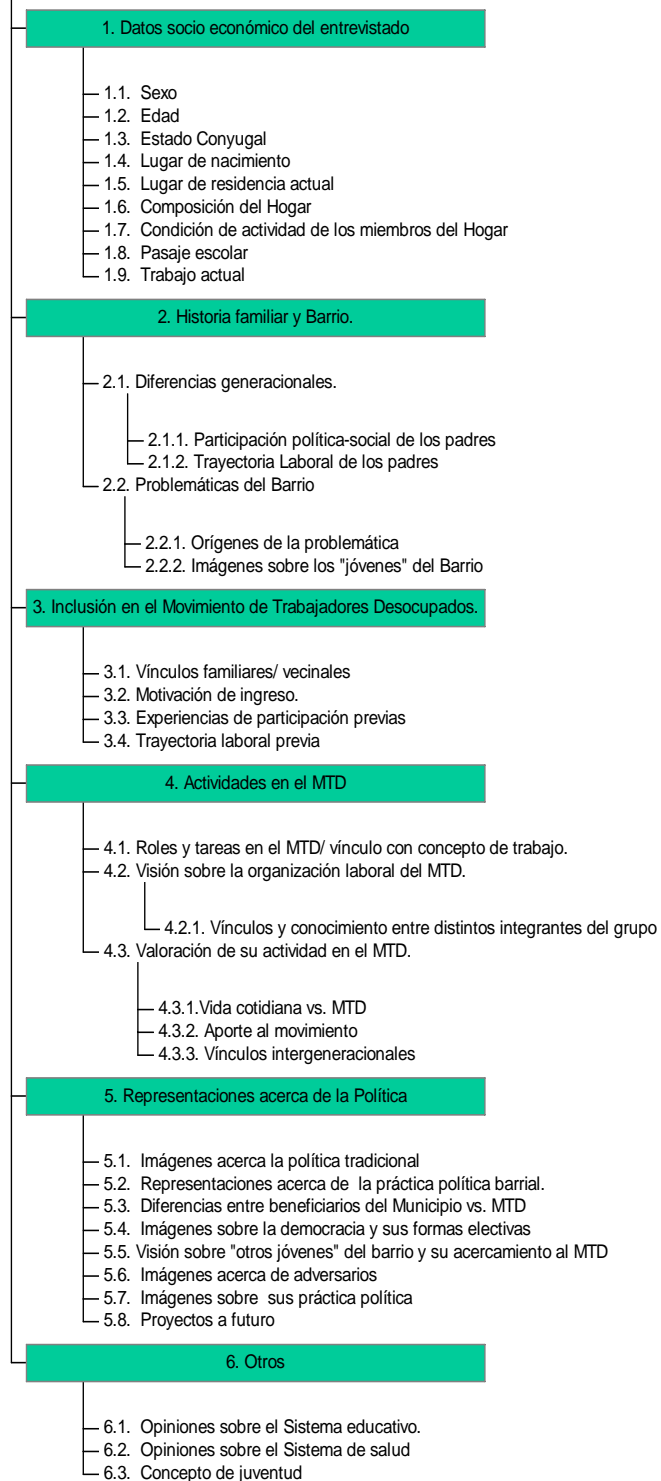 1. Datos socio económico del entrevistado
1.1. Sexo
1.2. Edad
1.3. Estado Conyugal
1.4. Lugar de nacimiento
1.5. Lugar de residencia actual
1.6. Composición del Hogar
1.7. Condición de actividad de los miembros del Hogar
1.8. Pasaje escolar
1.9. Trabajo actual
2. Historia familiar y Barrio.
2.1. Diferencias generacionales.
2.1.1. Participación política-social de los padres
2.1.2. Trayectoria Laboral de los padres
2.2. Problemáticas del Barrio
2.2.1. Orígenes de la problemática
2.2.2. Imágenes sobre los "jóvenes" del Barrio
3. Inclusión en el Movimiento de Trabajadores Desocupados.
3.1. Vínculos familiares/ vecinales
3.2. Motivación de ingreso.
3.3. Experiencias de participación previas
3.4. Trayectoria laboral previa
4. Actividades en el MTD
4.1. Roles y tareas en el MTD/ vínculo con concepto de trabajo.
4.2. Visión sobre la organización laboral del MTD.
4.2.1. Vínculos y conocimiento entre distintos integrantes del grupo
4.3. Valoración de su actividad en el MTD.
4.3.1.Vida cotidiana vs. MTD
4.3.2. Aporte al movimiento
4.3.3. Vínculos intergeneracionales
5. Representaciones acerca de la Política
5.1. Imágenes acerca la política tradicional
5.2. Representaciones acerca de la práctica política barrial.
5.3. Diferencias entre beneficiarios del Municipio vs. MTD
5.4. Imágenes sobre la democracia y sus formas electivas
5.5. Visión sobre "otros jóvenes" del barrio y su acercamiento al MTD
5.6. Imágenes acerca de adversarios
5.7. Imágenes sobre sus práctica política
5.8. Proyectos a futuro
6. Otros
6.1. Opiniones sobre el Sistema educativo.
6.2. Opiniones sobre el Sistema de salud
6.3. Concepto de juventud